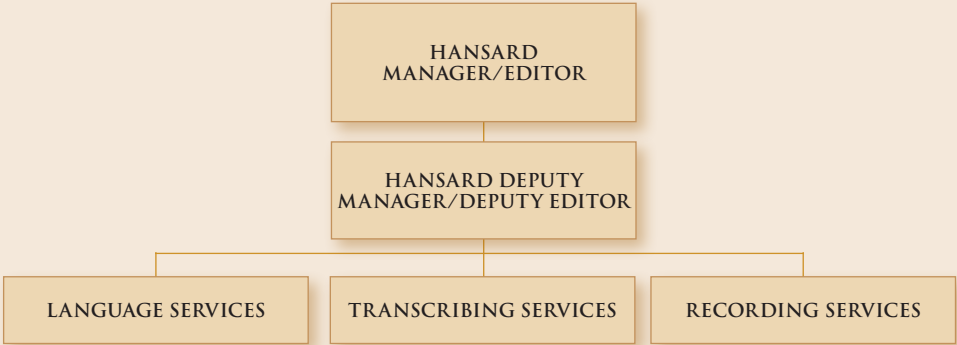 HANSARD
MANAGER/EDITOR
HANSARD DEPUTY
MANAGER/DEPUTY EDITOR
LANGUAGE SERVICES
TRANSCRIBING SERVICES
RECORDING SERVICES